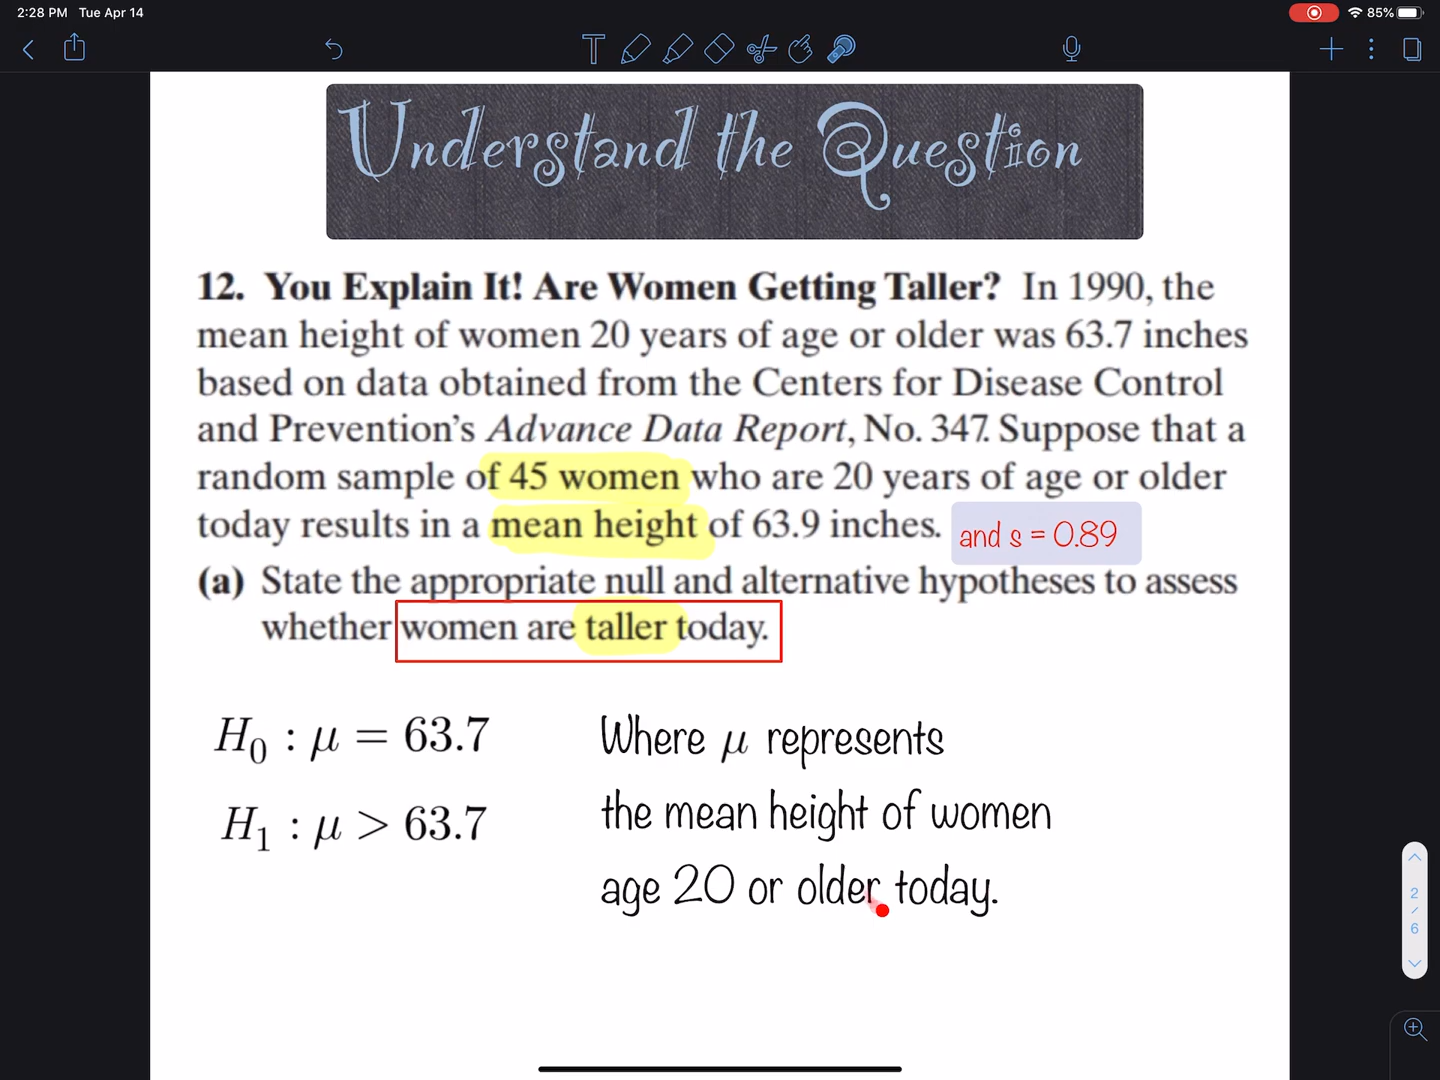 2:28 PM Tue Apr 14
85%
T
Understand the Question
12. You Explain It! Are Women Getting Taller? In 1990, the
mean height of women 20 years of age or older was 63.7 inches
based on data obtained from the Centers for Disease Control
and Prevention's Advance Data Report, No. 347. Suppose that a
random sample of 45 women who are 20 years of age or older
today results in a mean height of 63.9 inches. and s = 0.89
(a) State the appropriate null and alternative hypotheses to assess
whether women are taller today.
H₀ : μ = 63.7
H₁ : μ > 63.7
Where μ represents
the mean height of women
age 20 or older today.
2
/
6